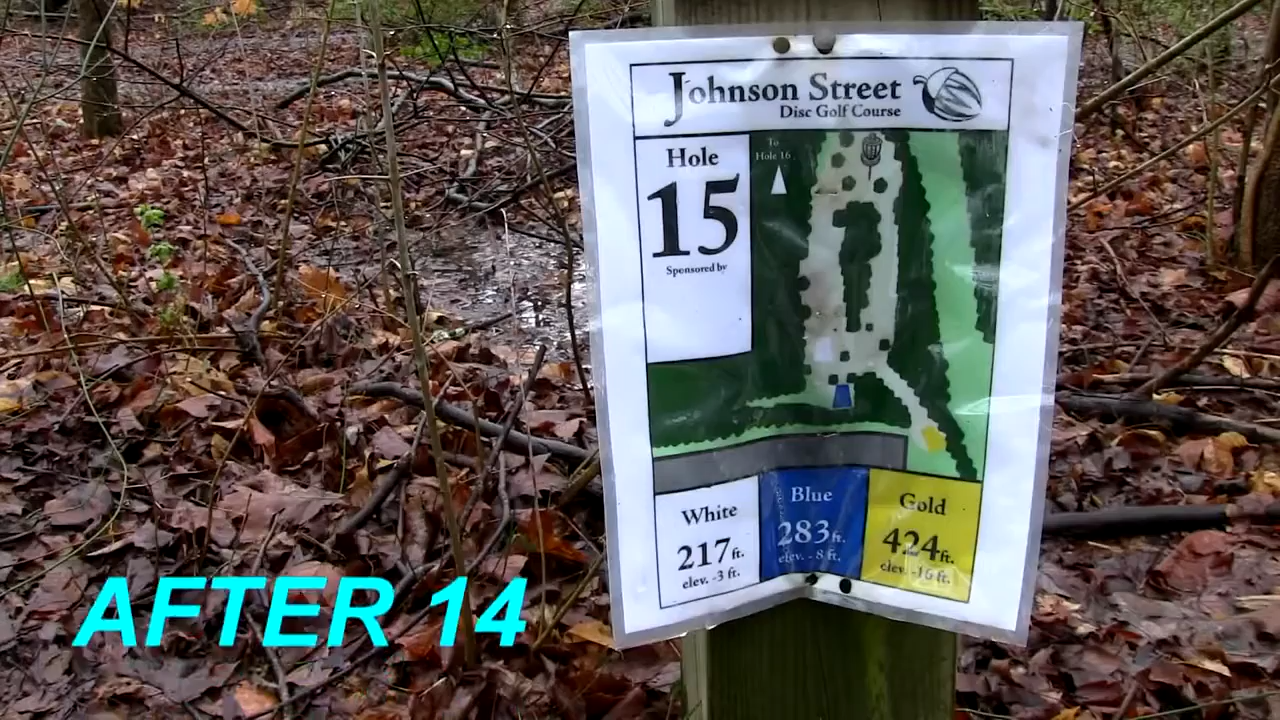 Johnson Street
Disc Golf Course
Hole
15
Sponsored by
To
Hole 16
White
217 ft.
elev. -3 ft.
Blue
283 ft.
elev. - 8 ft.
Gold
424 ft.
elev. -16 ft.
AFTER 14